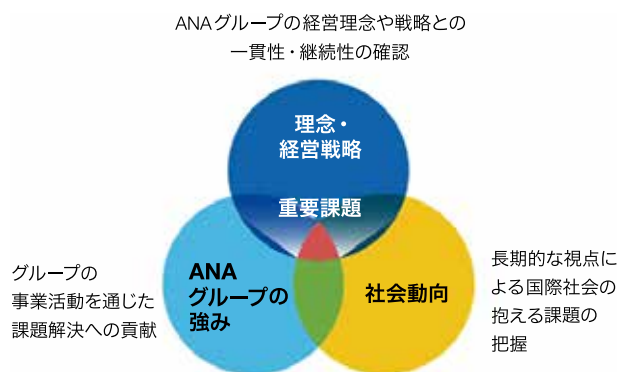 ANAグループの経営理念や戦略との
一貫性・継続性の確認
理念・
経営戦略
重要課題
グループの
事業活動を通じた
課題解決への貢献
ANA
グループの
強み
社会動向
長期的な視点に
よる国際社会の
抱える課題の
把握